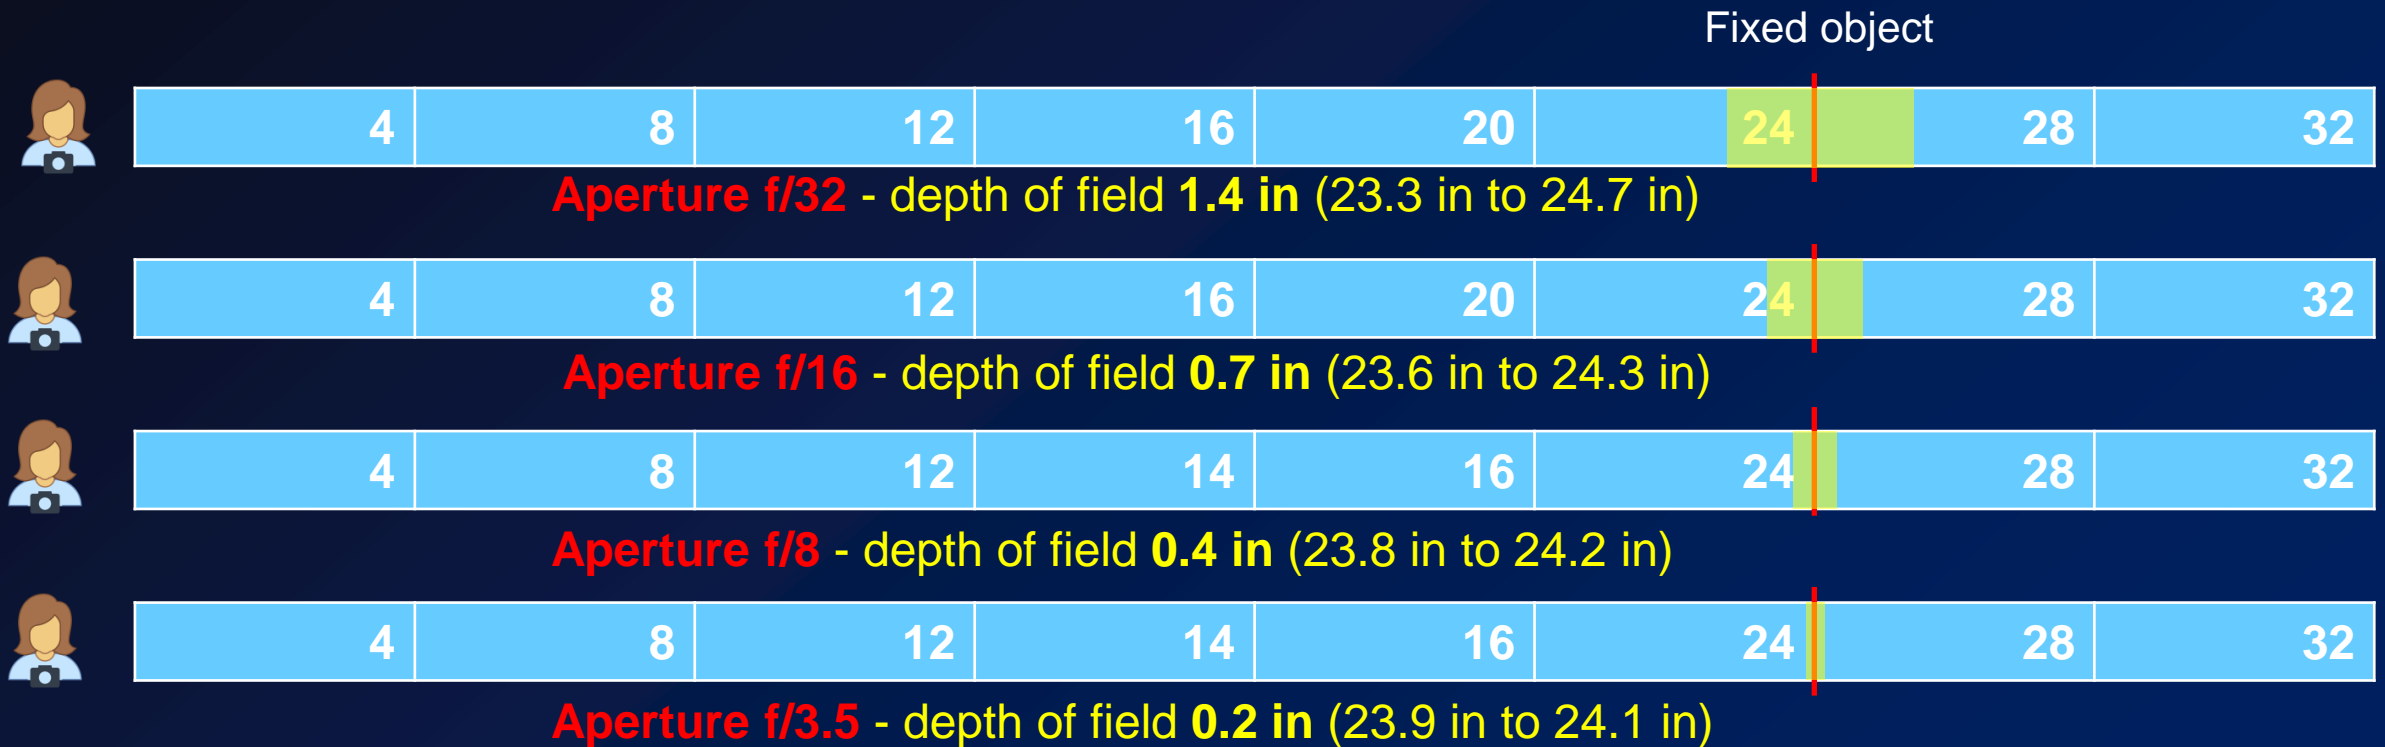 Fixed object
4 8 12 16 20 24 28 32
Aperture f/32 - depth of field 1.4 in (23.3 in to 24.7 in)
4 8 12 16 20 24 28 32
Aperture f/16 - depth of field 0.7 in (23.6 in to 24.3 in)
4 8 12 14 16 24 28 32
Aperture f/8 - depth of field 0.4 in (23.8 in to 24.2 in)
4 8 12 14 16 24 28 32
Aperture f/3.5 - depth of field 0.2 in (23.9 in to 24.1 in)